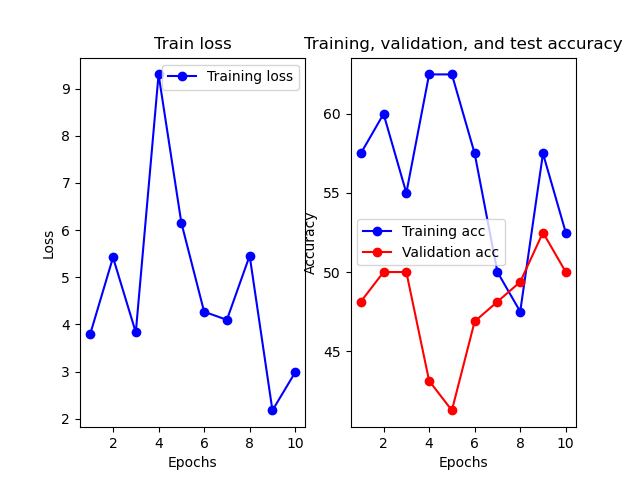 Train loss
Training, validation, and test accuracy
Training loss
9
8
7
6
5
4
3
2
Loss
2 4 6 8 10
Epochs
60
55
50
45
Accuracy
Training acc
Validation acc
2 4 6 8 10
Epochs